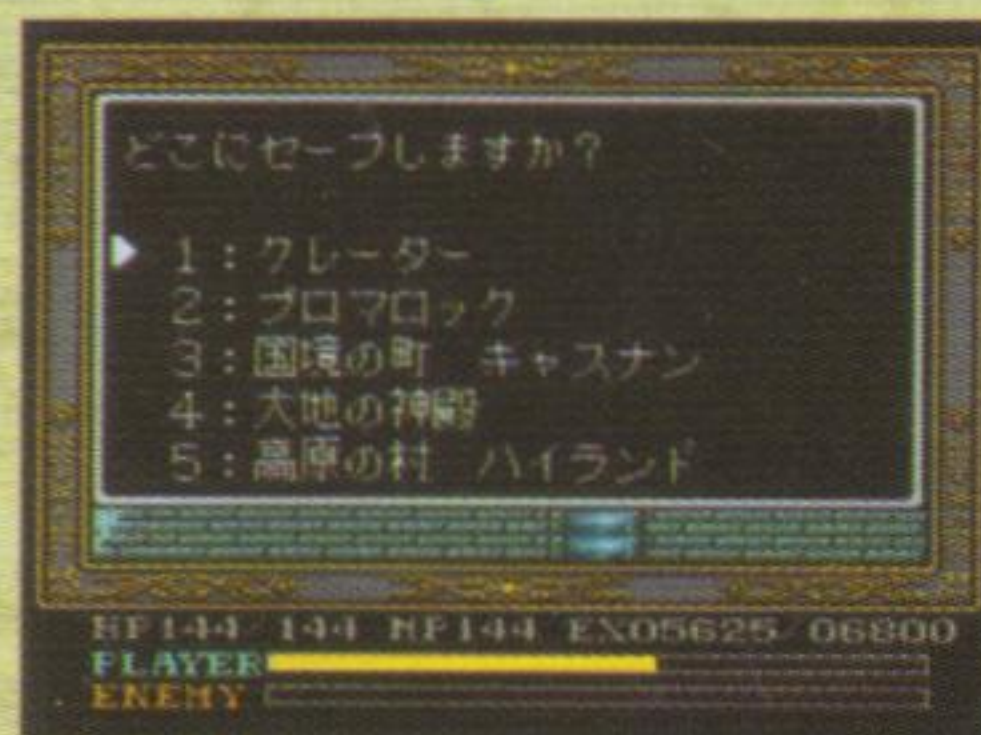 どこにセーブしますか？
1：クレーター
2：プロマロック
3：国境の町　キャスナン
4：大地の神殿
5：高原の村　ハイランド
HP144/144 MP144 EX05625/06800
PLAYER
ENEMY